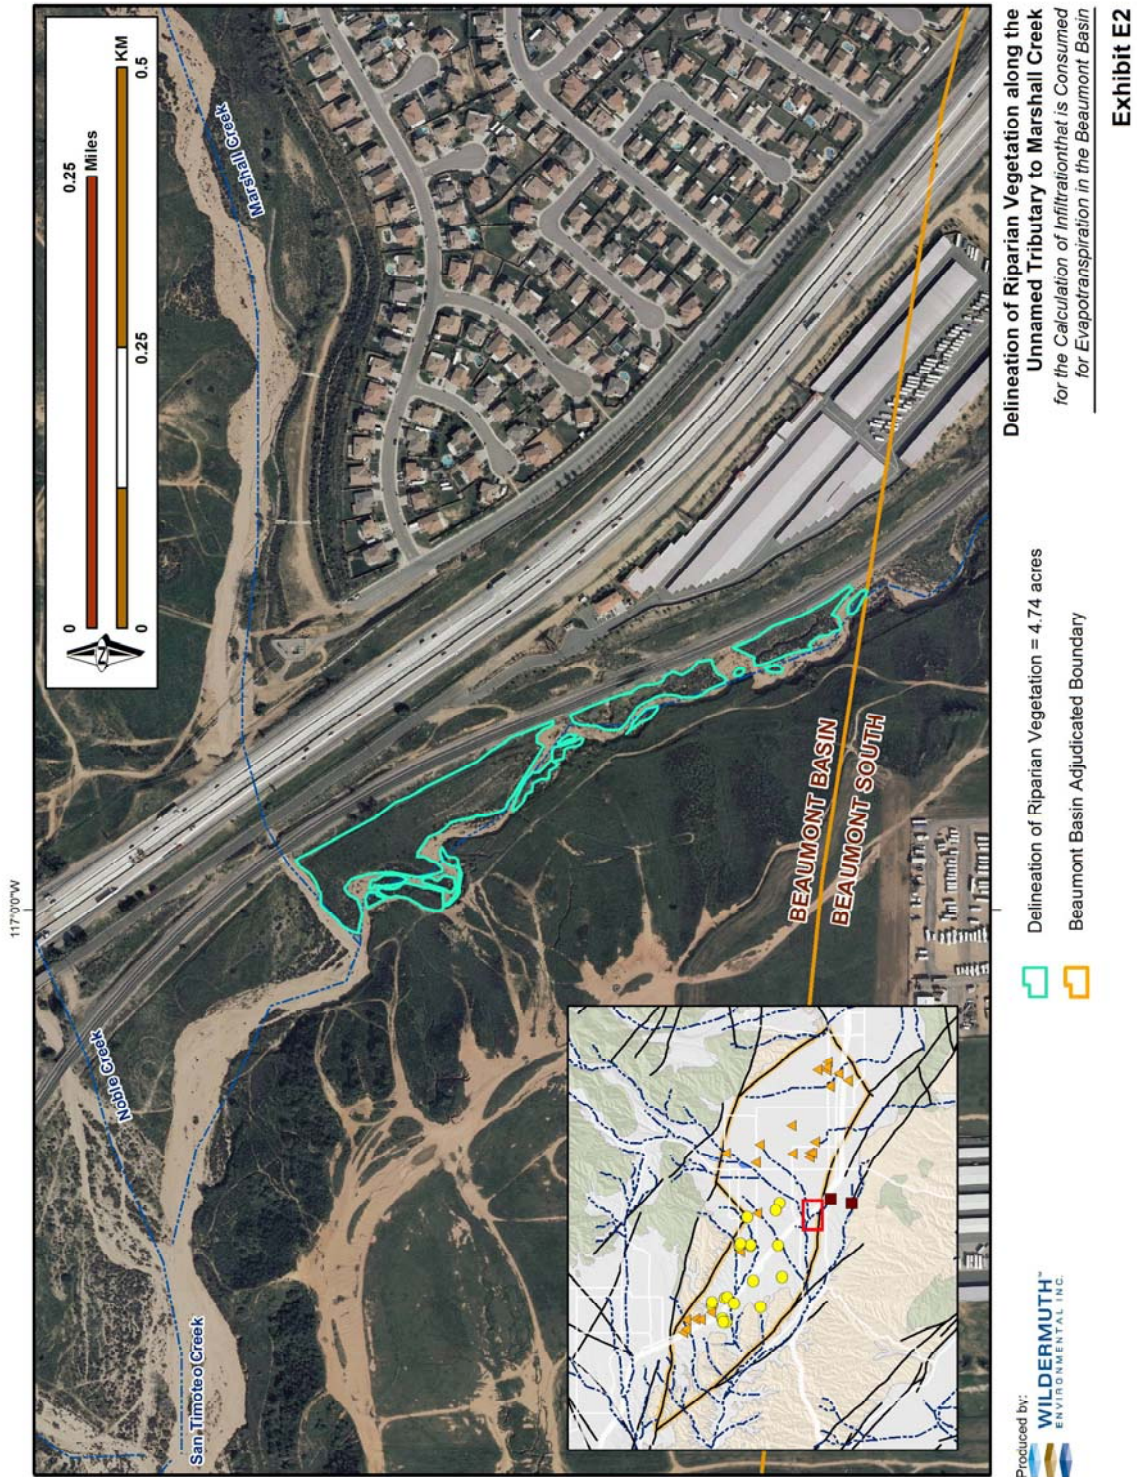 0
0.25
Miles
0
0.25
0.5
KM
N
Marshall Creek
Noble Creek
San Timoteo Creek
117°0'0"W
BEAUMONT BASIN
BEAUMONT SOUTH
Produced by:
WILDERMUTH™
ENVIRONMENTAL INC.
Delineation of Riparian Vegetation = 4.74 acres
Beaumont Basin Adjudicated Boundary
Delineation of Riparian Vegetation along the
Unnamed Tributary to Marshall Creek
for the Calculation of Infiltrationthat is Consumed
for Evapotranspiration in the Beaumont Basin
Exhibit E2